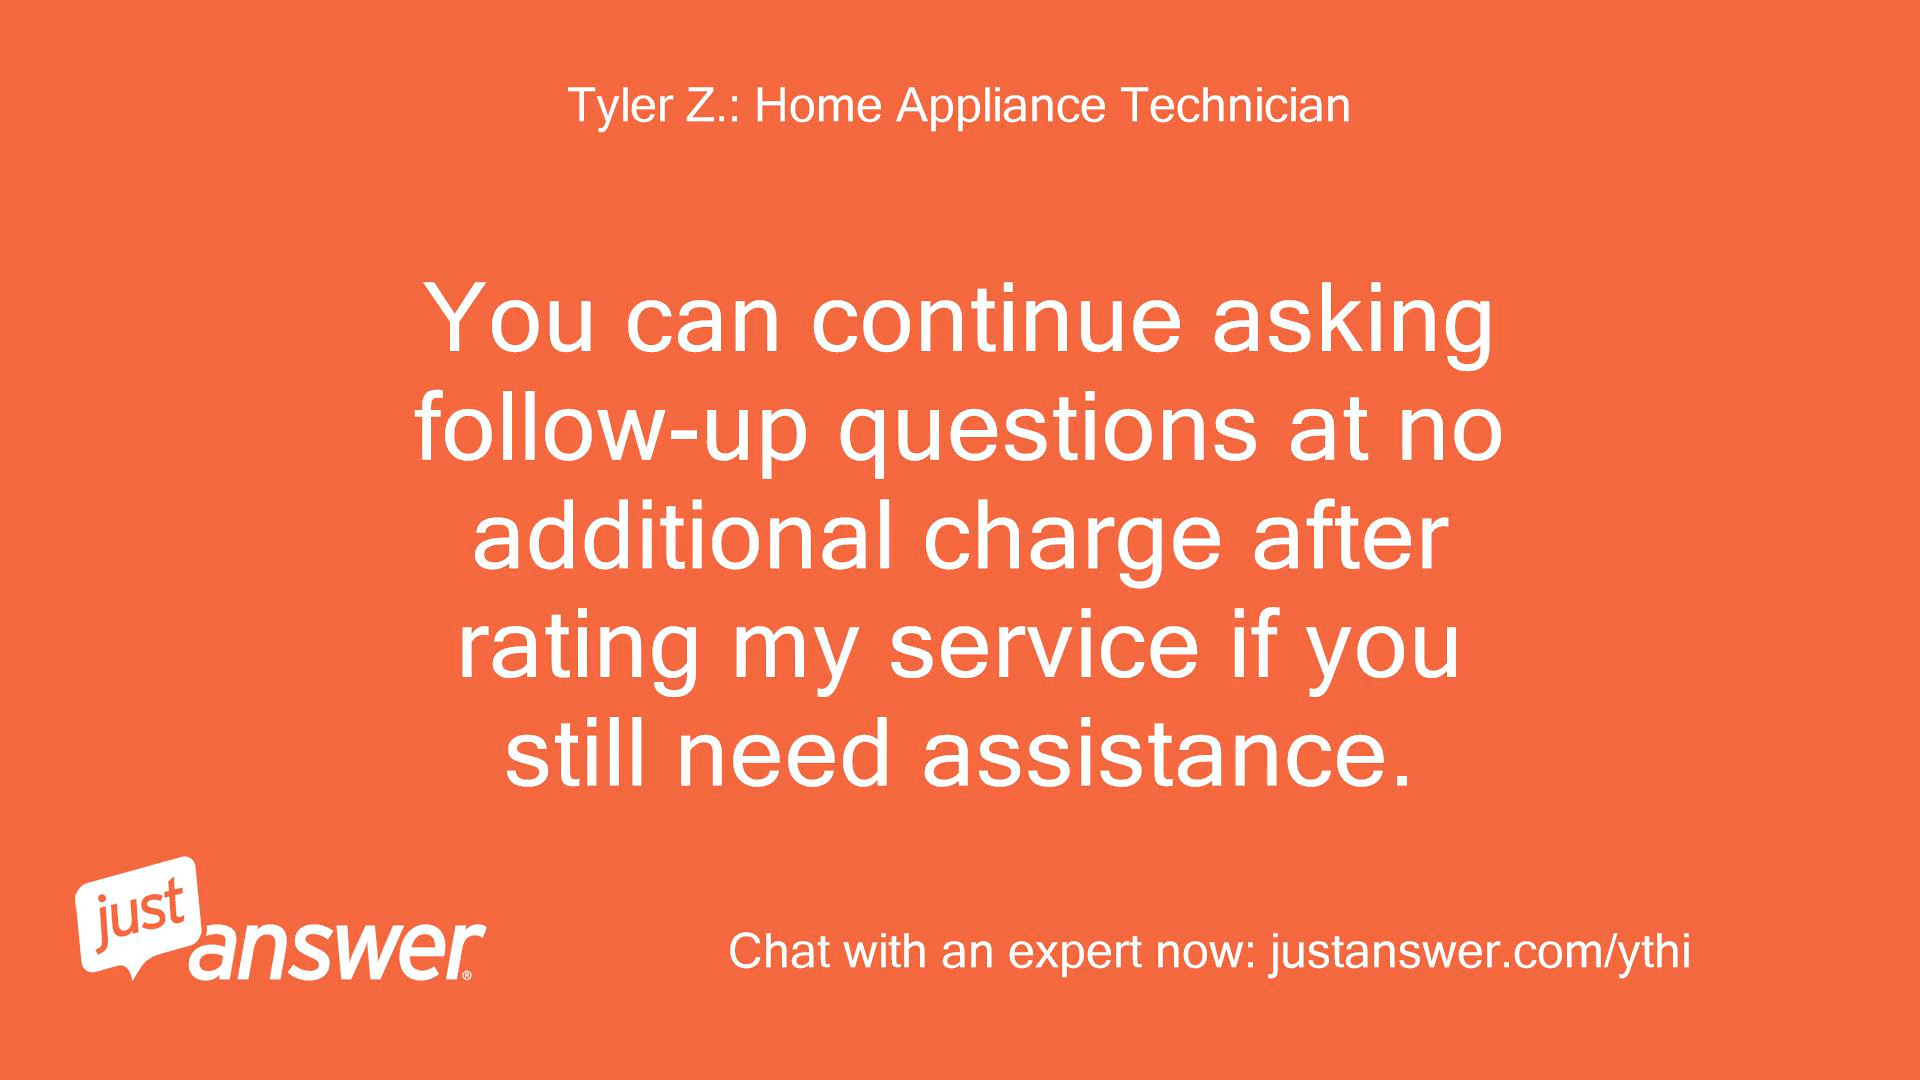 Tyler Z.: Home Appliance Technician
You can continue asking
follow-up questions at no
additional charge after
rating my service if you
still need assistance.
just
answer®
Chat with an expert now: justanswer.com/ythi